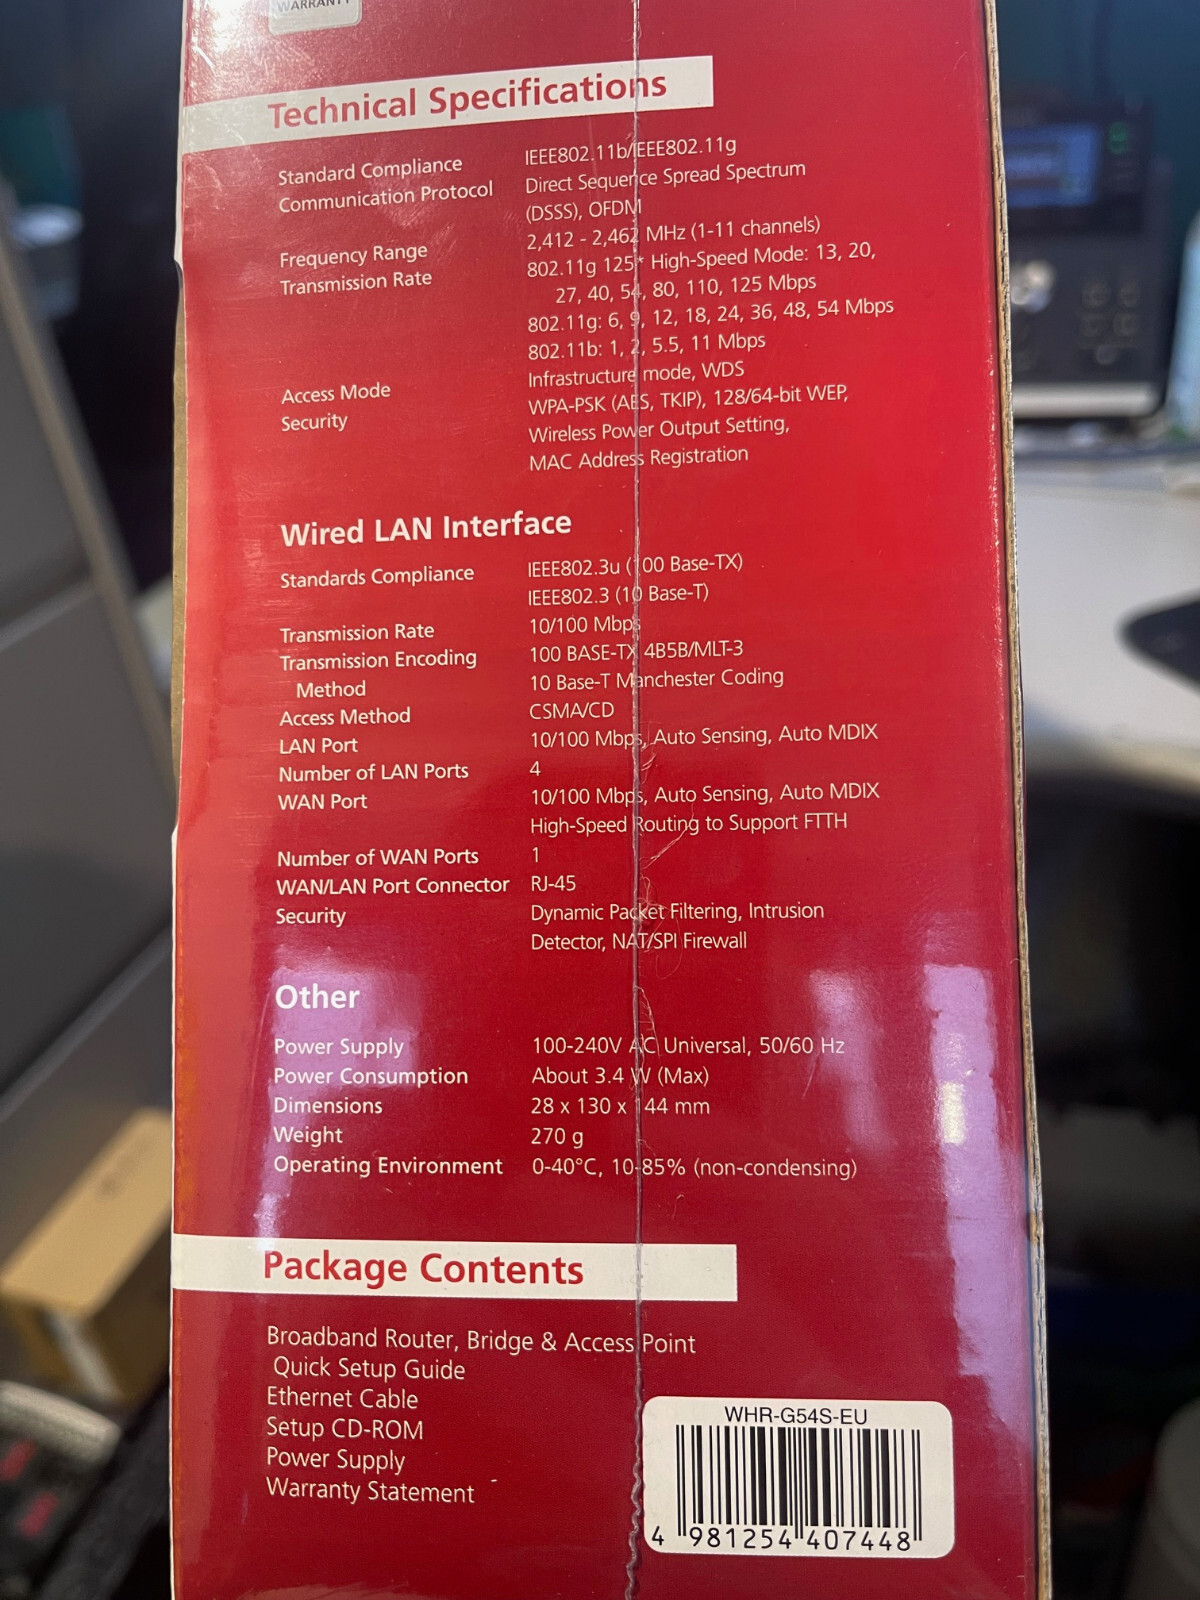 WARRANTY
Technical Specifications
Standard Compliance IEEE802.11b/IEEE802.11g
Communication Protocol Direct Sequence Spread Spectrum
(DSSS), OFDM
Frequency Range 2,412 - 2,462 MHz (1-11 channels)
Transmission Rate 802.11g 125* High-Speed Mode: 13, 20,
27, 40, 54, 80, 110, 125 Mbps
802.11g: 6, 9, 12, 18, 24, 36, 48, 54 Mbps
802.11b: 1, 2, 5.5, 11 Mbps
Access Mode Infrastructure mode, WDS
Security WPA-PSK (AES, TKIP), 128/64-bit WEP,
Wireless Power Output Setting,
MAC Address Registration
Wired LAN Interface
Standards Compliance IEEE802.3u (100 Base-TX)
IEEE802.3 (10 Base-T)
Transmission Rate 10/100 Mbps
Transmission Encoding 100 BASE-TX 4B5B/MLT-3
Method 10 Base-T Manchester Coding
Access Method CSMA/CD
LAN Port 10/100 Mbps, Auto Sensing, Auto MDIX
Number of LAN Ports 4
WAN Port 10/100 Mbps, Auto Sensing, Auto MDIX
High-Speed Routing to Support FTTH
Number of WAN Ports 1
WAN/LAN Port Connector RJ-45
Security Dynamic Packet Filtering, Intrusion
Detector, NAT/SPI Firewall
Other
Power Supply 100-240V AC Universal, 50/60 Hz
Power Consumption About 3.4 W (Max)
Dimensions 28 x 130 x 144 mm
Weight 270 g
Operating Environment 0-40°C, 10-85% (non-condensing)
Package Contents
Broadband Router, Bridge & Access Point
Quick Setup Guide
Ethernet Cable
Setup CD-ROM
Power Supply
Warranty Statement
WHR-G54S-EU
4 981254 407448